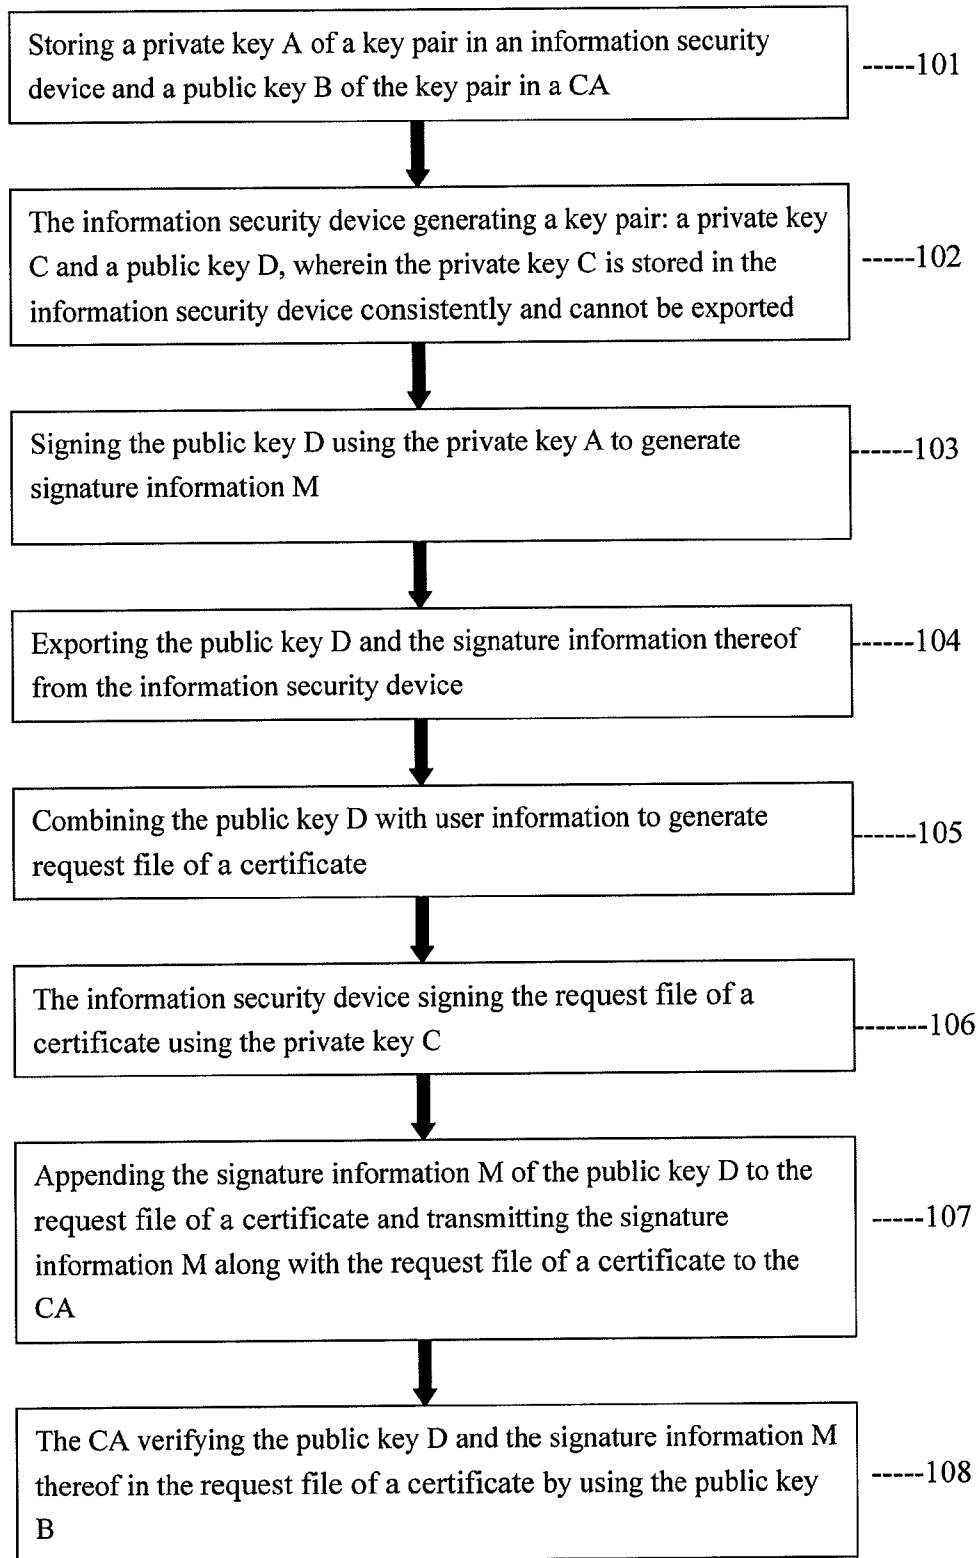 Storing a private key A of a key pair in an information security
device and a public key B of the key pair in a CA
-----101
The information security device generating a key pair: a private key
C and a public key D, wherein the private key C is stored in the
information security device consistently and cannot be exported
-----102
Signing the public key D using the private key A to generate
signature information M
------103
Exporting the public key D and the signature information thereof
from the information security device
------104
Combining the public key D with user information to generate
request file of a certificate
------105
The information security device signing the request file of a
certificate using the private key C
-------106
Appending the signature information M of the public key D to the
request file of a certificate and transmitting the signature
information M along with the request file of a certificate to the
CA
-----107
The CA verifying the public key D and the signature information M
thereof in the request file of a certificate by using the public key
B
-----108